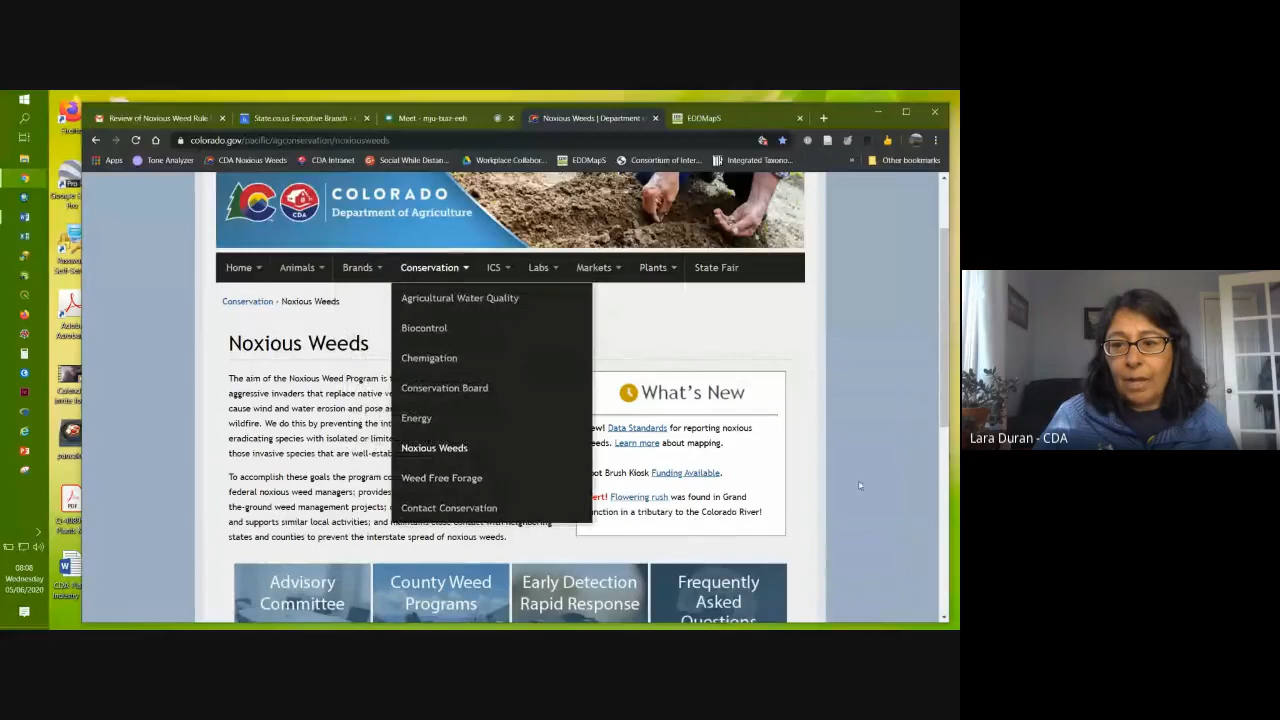 Review of Noxious Weed Rule
State.co.us Executive Branch -
Meet - mju-buiz-eeh
Noxious Weeds | Department
EDDMapS
colorado.gov/pacific/agconservation/noxiousweeds
Apps
Tone Analyzer
CDA Noxious Weeds
CDA Intranet
Social While Distan...
Workplace Collabor...
EDDMapS
Consortium of Inter...
Integrated Taxono...
Other bookmarks
COLORADO
Department of Agriculture
CDA
Home
Animals
Brands
Conservation
ICS
Labs
Markets
Plants
State Fair
Agricultural Water Quality
Biocontrol
Chemigation
Conservation Board
Energy
Noxious Weeds
Weed Free Forage
Contact Conservation
Conservation › Noxious Weeds
Noxious Weeds
The aim of the Noxious Weed Program is
aggressive invaders that replace native
cause wind and water erosion and pose
wildfire. We do this by preventing the
eradicating species with isolated or
those invasive species that are
To accomplish these goals the program
federal noxious weed managers;
the-ground weed management projects;
and supports similar local activities; and maintains close contact with neighboring
states and counties to prevent the interstate spread of noxious weeds.
What's New
Data Standards for reporting noxious
Learn more about mapping.
Brush Kiosk Funding Available.
Flowering rush was found in Grand
in a tributary to the Colorado River!
Advisory
Committee
County Weed
Programs
Early Detection
Rapid Response
Frequently
Asked
Questions
08:08
Wednesday
05/06/2020
Lara Duran - CDA